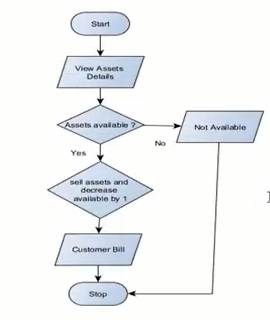 Start
View Assets
Details
Assets available ?
Not Available
Yes
No
sell assets and
decrease
available by 1
Customer Bill
Stop